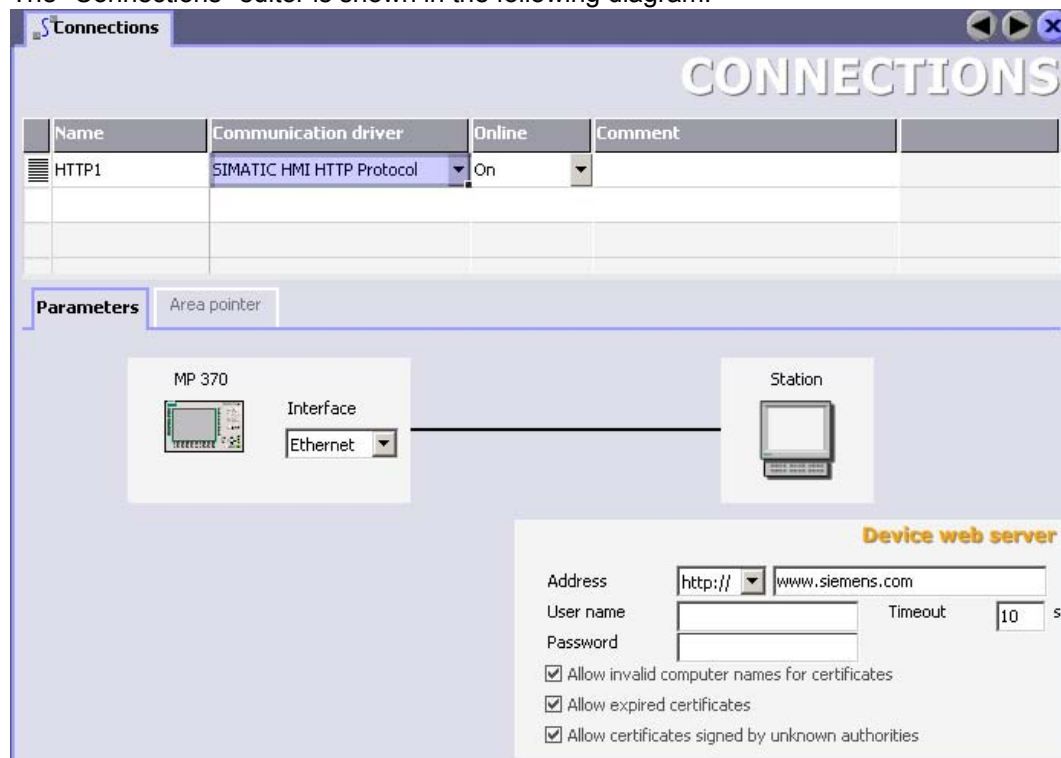 The "Connections" editor is shown in the following diagram:
Connections
CONNECTIONS
Name Communication driver Online Comment
HTTP1 SIMATIC HMI HTTP Protocol On
Parameters Area pointer
MP 370
Interface
Ethernet
Station
Device web server
Address http:// www.siemens.com
User name Timeout 10 s
Password
Allow invalid computer names for certificates
Allow expired certificates
Allow certificates signed by unknown authorities